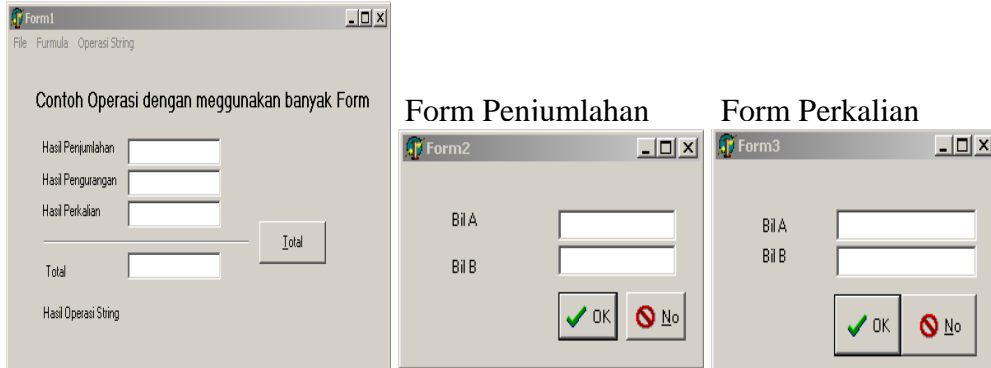 Form1
File Furmula Operasi String
Contoh Operasi dengan meggunakan banyak Form
Hasil Penjumlahan
Hasil Pengurangan
Hasil Perkalian
Total
Total
Hasil Operasi String
Form Penjumlahan
Form2
Bil A
Bil B
OK No
Form Perkalian
Form3
Bil A
Bil B
OK No